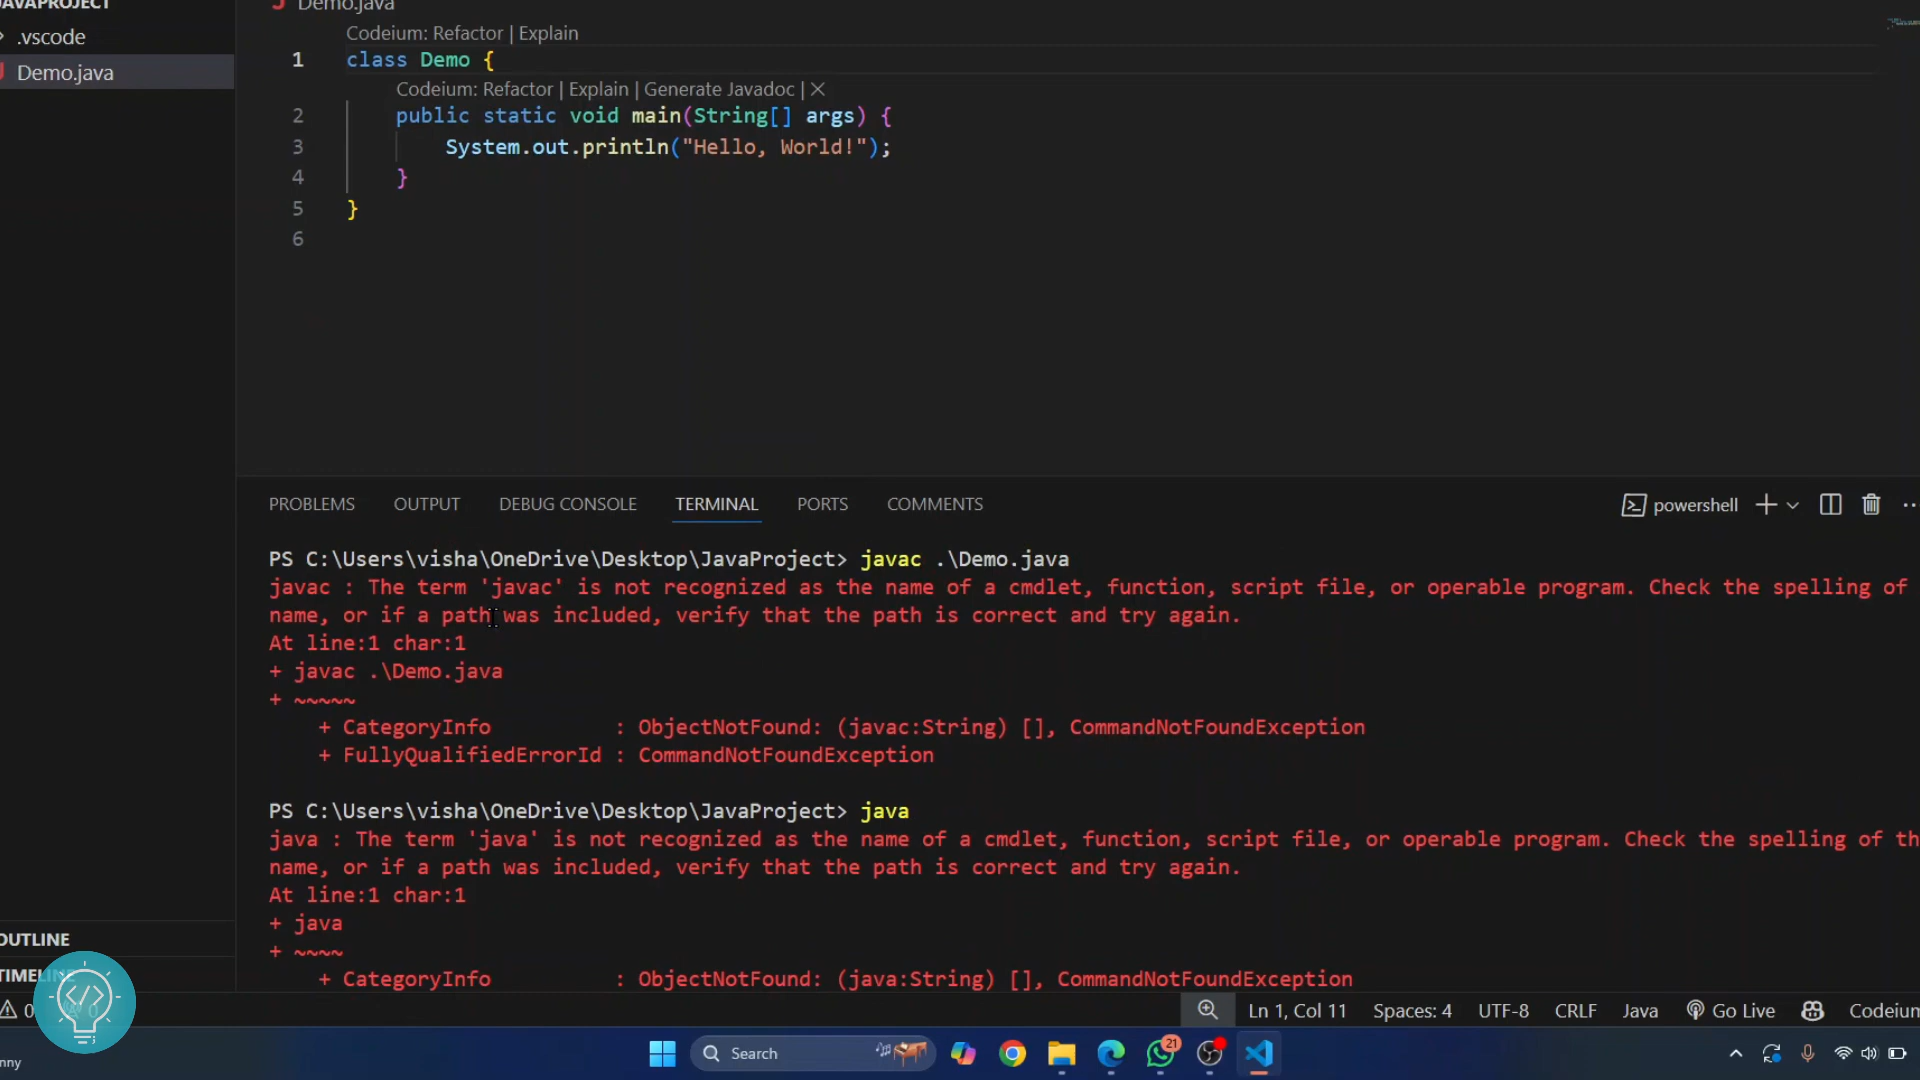 JAVAPROJECT
.vscode
Demo.java
Demo.java
Codeium: Refactor | Explain
1 class Demo {
Codeium: Refactor | Explain | Generate Javadoc | ×
2 public static void main(String[] args) {
3 System.out.println("Hello, World!");
4 }
5 }
6
PROBLEMS OUTPUT DEBUG CONSOLE TERMINAL PORTS COMMENTS
powershell
PS C:\Users\visha\OneDrive\Desktop\JavaProject> javac .\Demo.java
javac : The term 'javac' is not recognized as the name of a cmdlet, function, script file, or operable program. Check the spelling of
name, or if a path was included, verify that the path is correct and try again.
At line:1 char:1
+ javac .\Demo.java
+ ~~~~~
+ CategoryInfo : ObjectNotFound: (javac:String) [], CommandNotFoundException
+ FullyQualifiedErrorId : CommandNotFoundException
PS C:\Users\visha\OneDrive\Desktop\JavaProject> java
java : The term 'java' is not recognized as the name of a cmdlet, function, script file, or operable program. Check the spelling of th
name, or if a path was included, verify that the path is correct and try again.
At line:1 char:1
+ java
+ ~~~~
+ CategoryInfo : ObjectNotFound: (java:String) [], CommandNotFoundException
OUTLINE
TIMELINE
0 0
Ln 1, Col 11 Spaces: 4 UTF-8 CRLF Java Go Live Codeium
nny
Search
21